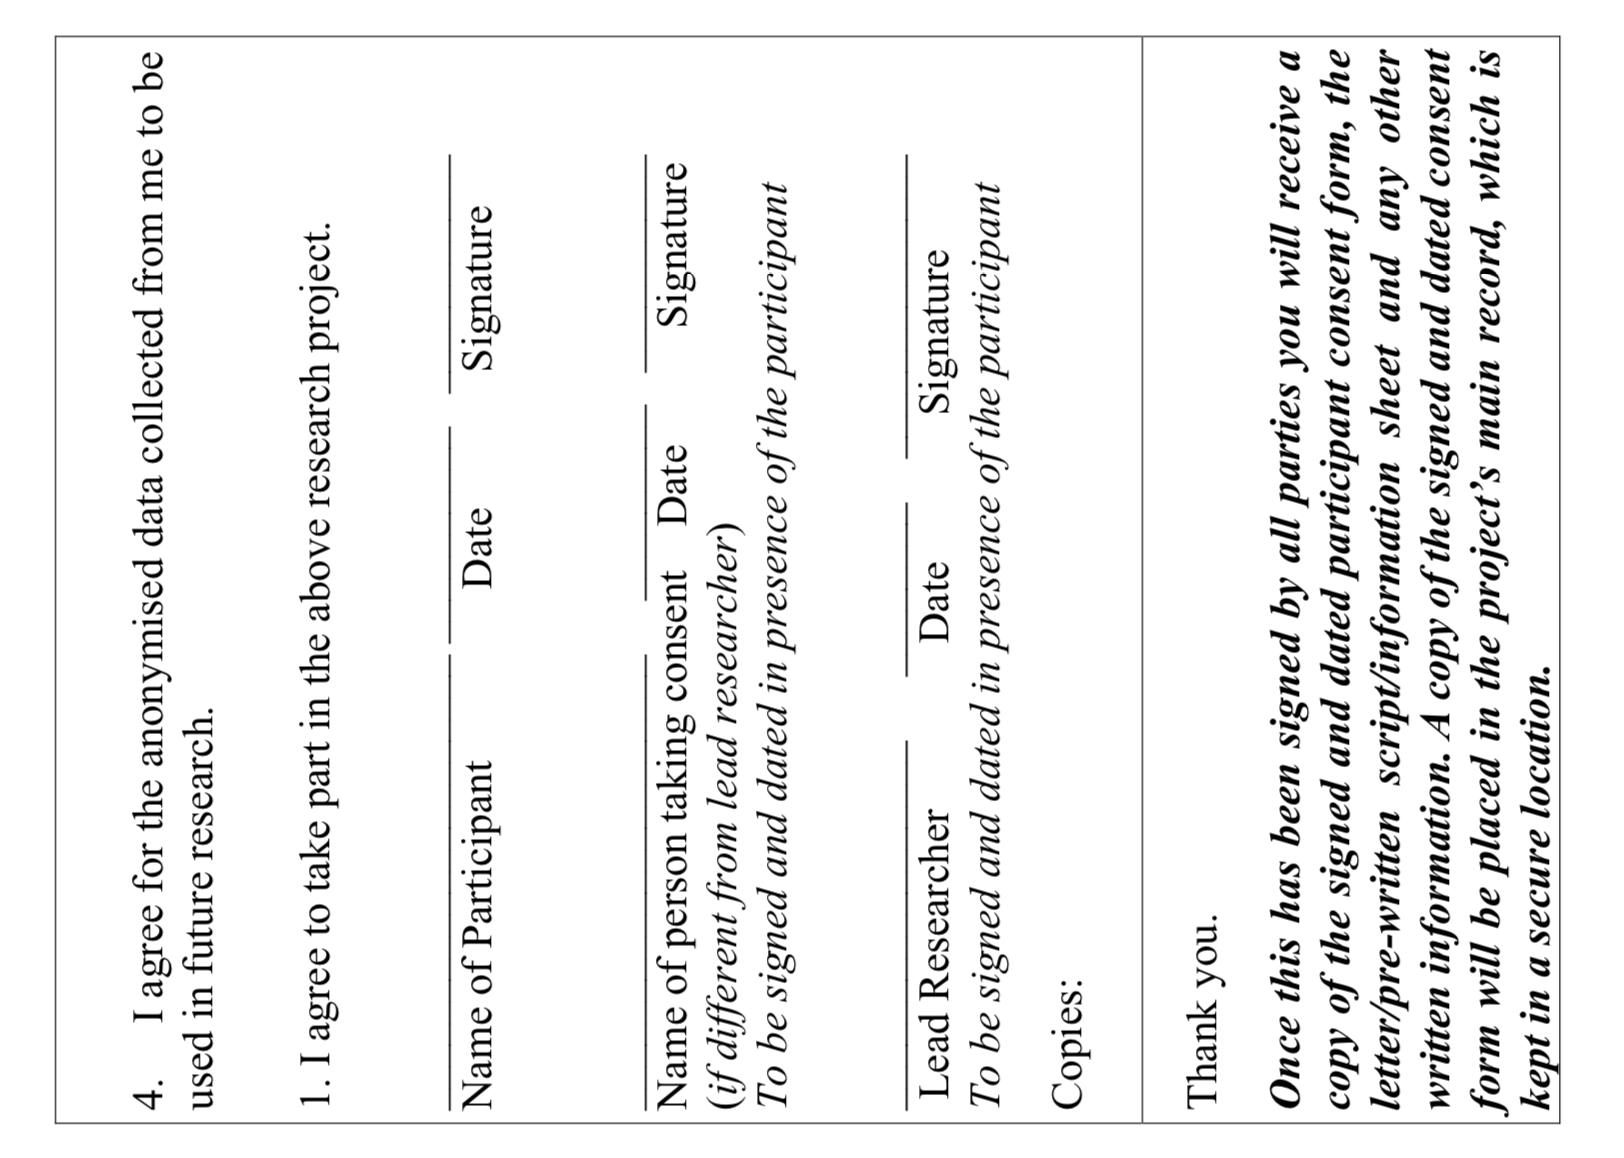 4. I agree for the anonymised data collected from me to be
used in future research.
1. I agree to take part in the above research project.
Name of Participant Date Signature
Name of person taking consent Date Signature
(if different from lead researcher)
To be signed and dated in presence of the participant
Lead Researcher Date Signature
To be signed and dated in presence of the participant
Copies:
Thank you.
Once this has been signed by all parties you will receive a
copy of the signed and dated participant consent form, the
letter/pre-written script/information sheet and any other
written information. A copy of the signed and dated consent
form will be placed in the project’s main record, which is
kept in a secure location.